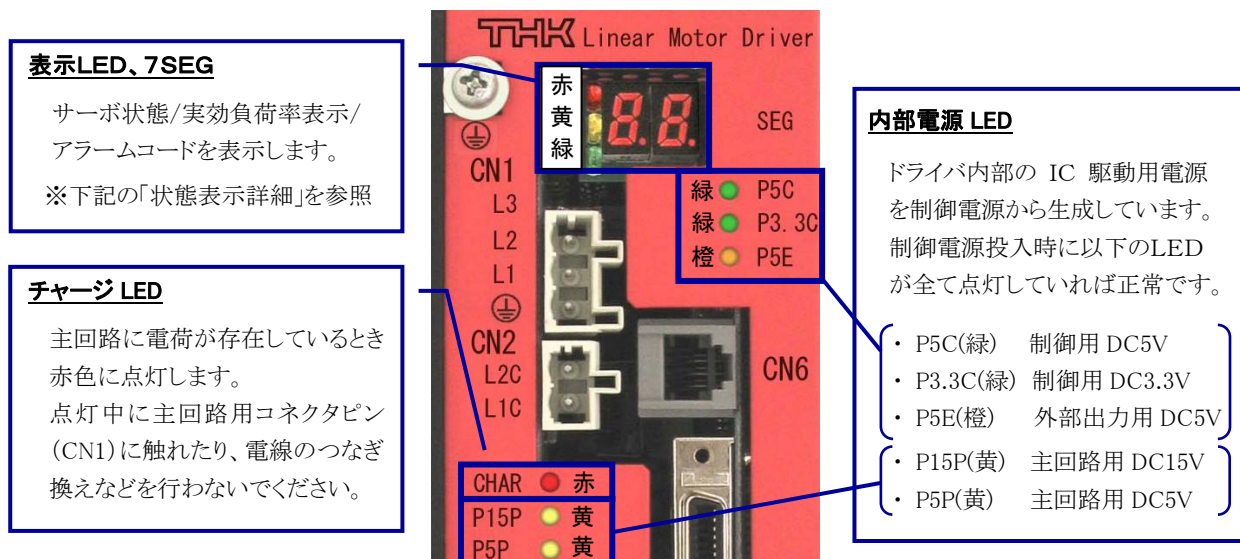 表示LED、7SEG
サーボ状態/実効負荷率表示/
アラームコードを表示します。
※下記の「状態表示詳細」を参照
チャージ LED
主回路に電荷が存在しているとき
赤色に点灯します。
点灯中に主回路用コネクタピン
(CN1)に触れたり、電線のつなぎ
換えなどを行わないでください。
THK Linear Motor Driver
赤
黄
緑
8.8.
SEG
CN1
L3
L2
L1
CN2
L2C
L1C
緑 P5C
緑 P3.3C
橙 P5E
CN6
CHAR 赤
P15P 黄
P5P 黄
内部電源 LED
ドライバ内部の IC 駆動用電源
を制御電源から生成しています。
制御電源投入時に以下のLED
が全て点灯していれば正常です。
・ P5C(緑) 制御用 DC5V
・ P3.3C(緑) 制御用 DC3.3V
・ P5E(橙) 外部出力用 DC5V
・ P15P(黄) 主回路用 DC15V
・ P5P(黄) 主回路用 DC5V